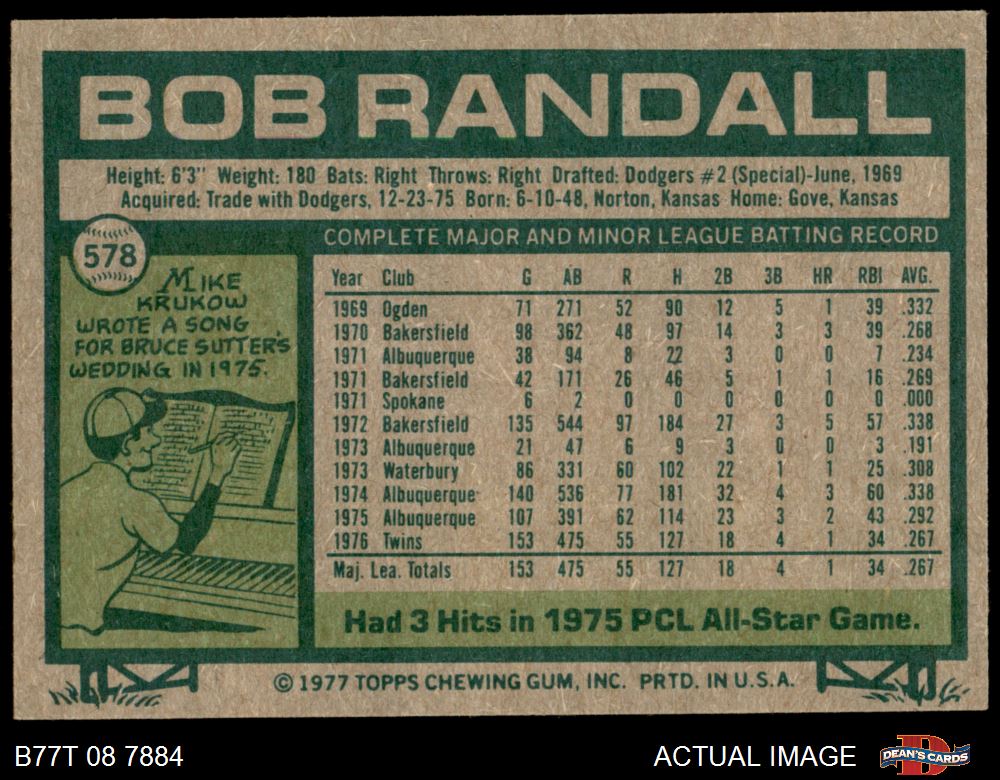 BOB RANDALL
Height: 6'3" Weight: 180 Bats: Right Throws: Right Drafted: Dodgers #2 (Special)-June, 1969
Acquired: Trade with Dodgers, 12-23-75 Born: 6-10-48, Norton, Kansas Home: Gove, Kansas
578
MIKE
KRUKOW
WROTE A SONG
FOR BRUCE SUTTER'S
WEDDING IN 1975.
COMPLETE MAJOR AND MINOR LEAGUE BATTING RECORD
Year Club G AB R H 2B 3B HR RBI AVG.
1969 Ogden 71 271 52 90 12 5 1 39 .332
1970 Bakersfield 98 362 48 97 14 3 3 39 .268
1971 Albuquerque 38 94 8 22 3 0 0 7 .234
1971 Bakersfield 42 171 26 46 5 1 1 16 .269
1971 Spokane 6 2 0 0 0 0 0 0 .000
1972 Bakersfield 135 544 97 184 27 3 5 57 .338
1973 Albuquerque 21 47 6 9 3 0 0 3 .191
1973 Waterbury 86 331 60 102 22 1 1 25 .308
1974 Albuquerque 140 536 77 181 32 4 3 60 .338
1975 Albuquerque 107 391 62 114 23 3 2 43 .292
1976 Twins 153 475 55 127 18 4 1 34 .267
Maj. Lea. Totals 153 475 55 127 18 4 1 34 .267
Had 3 Hits in 1975 PCL All-Star Game.
© 1977 TOPPS CHEWING GUM, INC. PRTD. IN U.S.A.
B77T 08 7884
ACTUAL IMAGE
DEAN'S CARDS